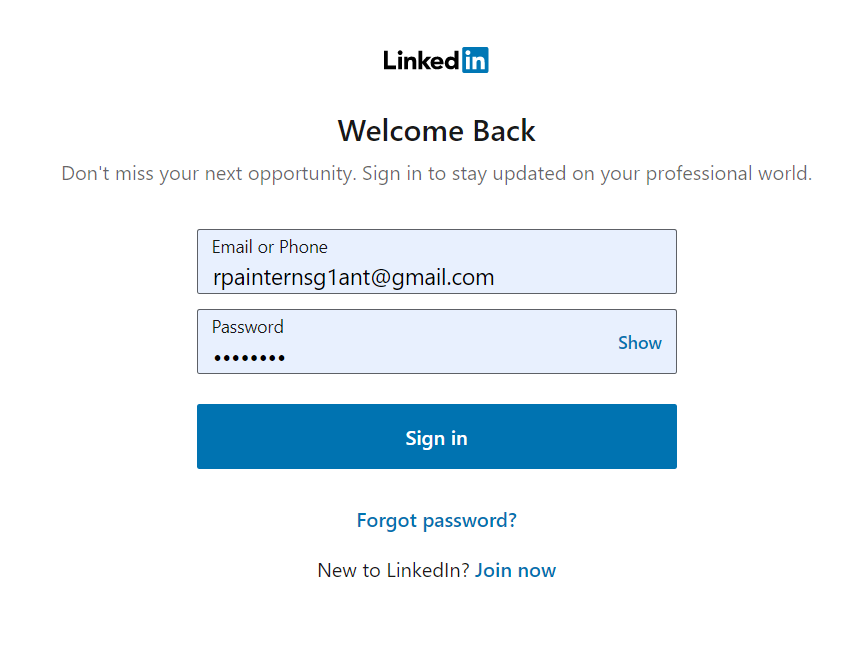 Linkedin
Welcome Back
Don't miss your next opportunity. Sign in to stay updated on your professional world.
Email or Phone
rpainternsg1ant@gmail.com
Password
••••••••
Show
Sign in
Forgot password?
New to LinkedIn? Join now